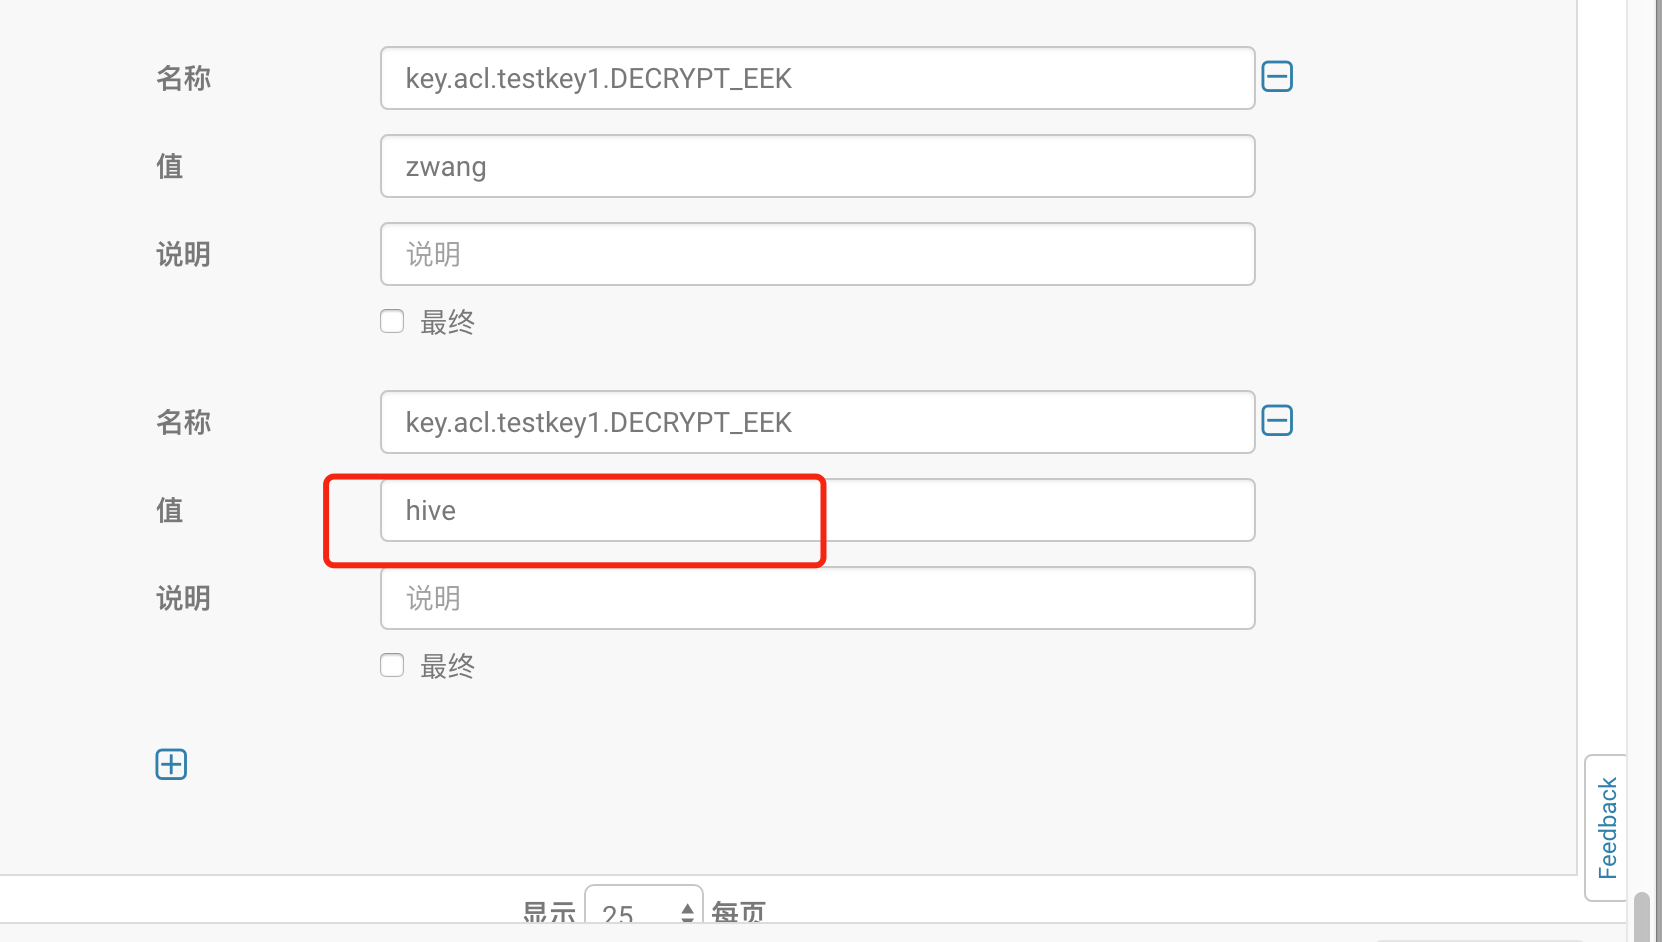 名称 key.acl.testkey1.DECRYPT_EEK
值 zwang
说明 说明
最终
名称 key.acl.testkey1.DECRYPT_EEK
值 hive
说明 说明
最终
Feedback
显示 25 每页